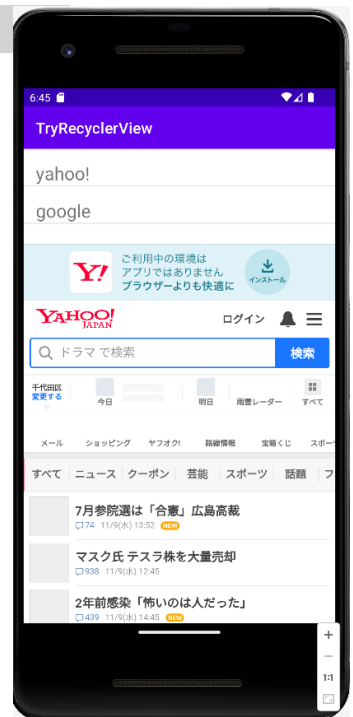 6:45
TryRecyclerView
yahoo!
google
ご利用中の環境は
アプリではありません
ブラウザーよりも快適に
Y!
インストール
YAHOO!
JAPAN
ログイン
ドラマ で検索
検索
千代田区
変更する
今日
明日
雨雲レーダー
すべて
メール ショッピング ヤフオク! 路線情報 宝箱くじ スポー
すべて ニュース クーポン 芸能 スポーツ 話題 フ
7月参院選は「合憲」広島高裁
74 11/9(水) 13:52 NEW
マスク氏 テスラ株を大量売却
938 11/9(水) 12:45
2年前感染「怖いのは人だった」
439 11/9(水) 14:45 NEW
+
−
1:1